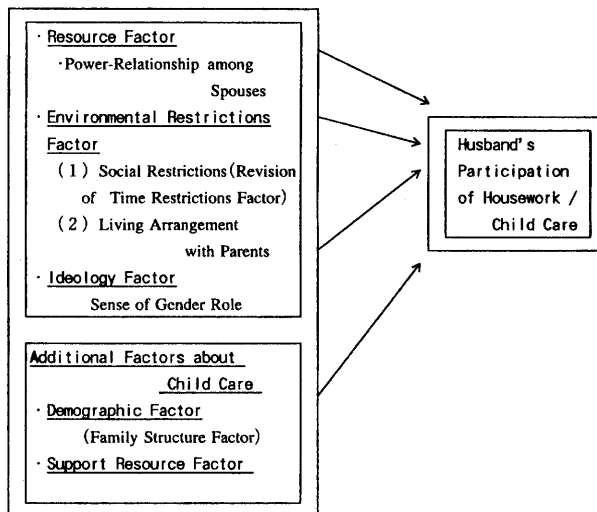 · Resource Factor
·Power-Relationship among
Spouses
· Environmental Restrictions
Factor
(1) Social Restrictions(Revision
of Time Restrictions Factor)
(2) Living Arrangement
with Parents
· Ideology Factor
Sense of Gender Role
Additional Factors about
Child Care
· Demographic Factor
(Family Structure Factor)
· Support Resource Factor
Husband's
Participation
of Housework /
Child Care